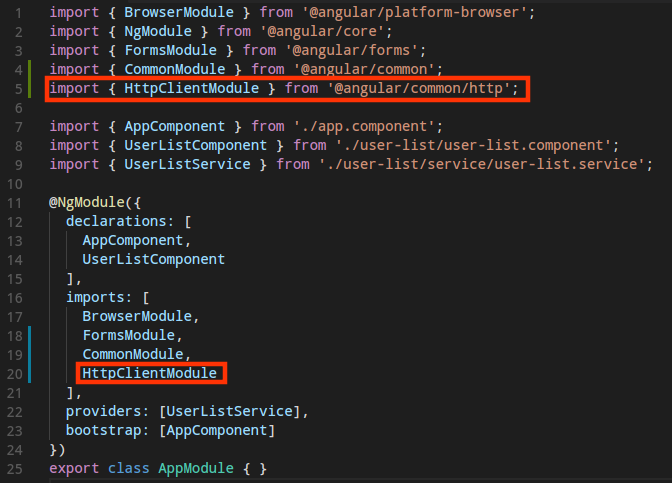 1 import { BrowserModule } from '@angular/platform-browser';
2 import { NgModule } from '@angular/core';
3 import { FormsModule } from '@angular/forms';
4 import { CommonModule } from '@angular/common';
5 import { HttpClientModule } from '@angular/common/http';
6
7 import { AppComponent } from './app.component';
8 import { UserListComponent } from './user-list/user-list.component';
9 import { UserListService } from './user-list/service/user-list.service';
10
11 @NgModule({
12   declarations: [
13     AppComponent,
14     UserListComponent
15   ],
16   imports: [
17     BrowserModule,
18     FormsModule,
19     CommonModule,
20     HttpClientModule
21   ],
22   providers: [UserListService],
23   bootstrap: [AppComponent]
24 })
25 export class AppModule { }